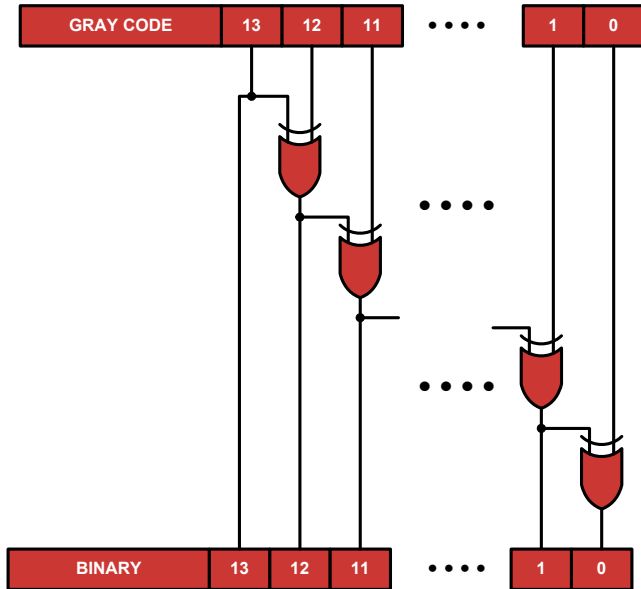 GRAY CODE 13 12 11 •••• 1 0
••••
••••
BINARY 13 12 11 •••• 1 0